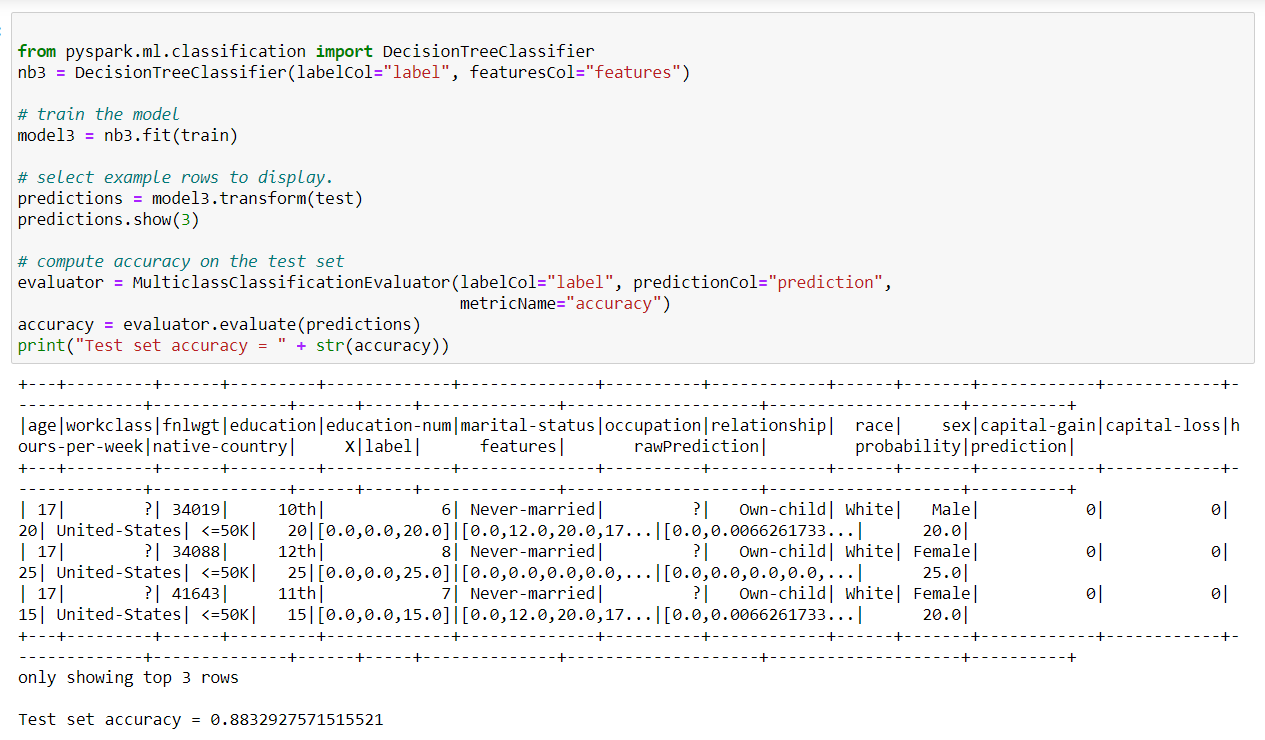 from pyspark.ml.classification import DecisionTreeClassifier
nb3 = DecisionTreeClassifier(labelCol="label", featuresCol="features")

# train the model
model3 = nb3.fit(train)

# select example rows to display.
predictions = model3.transform(test)
predictions.show(3)

# compute accuracy on the test set
evaluator = MulticlassClassificationEvaluator(labelCol="label", predictionCol="prediction",
                                              metricName="accuracy")
accuracy = evaluator.evaluate(predictions)
print("Test set accuracy = " + str(accuracy))
+---+---------+------+---------+-------------+--------------+----------+------------+------+-------+------------+------------+-
--------------+--------------+------+-----+--------------+--------------------+--------------------+----------+
|age|workclass|fnlwgt|education|education-num|marital-status|occupation|relationship|  race|    sex|capital-gain|capital-loss|h
ours-per-week|native-country|     X|label|      features|       rawPrediction|         probability|prediction|
+---+---------+------+---------+-------------+--------------+----------+------------+------+-------+------------+------------+-
--------------+--------------+------+-----+--------------+--------------------+--------------------+----------+
| 17|        ?| 34019|     10th|            6| Never-married|         ?|   Own-child| White|   Male|           0|           0|
20| United-States| <=50K|   20|[0.0,0.0,20.0]|[0.0,12.0,20.0,17...|[0.0,0.0066261733...|      20.0|
| 17|        ?| 34088|     12th|            8| Never-married|         ?|   Own-child| White| Female|           0|           0|
25| United-States| <=50K|   25|[0.0,0.0,25.0]|[0.0,0.0,0.0,0.0,...|[0.0,0.0,0.0,0.0,...|      25.0|
| 17|        ?| 41643|     11th|            7| Never-married|         ?|   Own-child| White| Female|           0|           0|
15| United-States| <=50K|   15|[0.0,0.0,15.0]|[0.0,12.0,20.0,17...|[0.0,0.0066261733...|      20.0|
+---+---------+------+---------+-------------+--------------+----------+------------+------+-------+------------+------------+-
--------------+--------------+------+-----+--------------+--------------------+--------------------+----------+
only showing top 3 rows

Test set accuracy = 0.8832927571515521